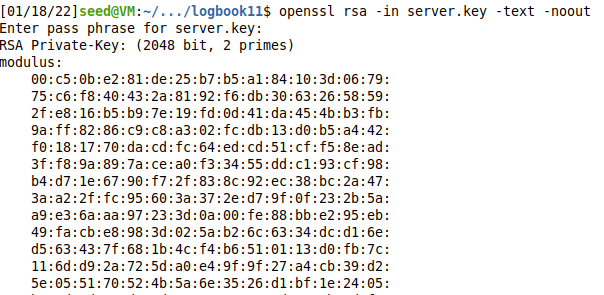 [01/18/22]seed@VM:~/.../logbook11$ openssl rsa -in server.key -text -noout
Enter pass phrase for server.key:
RSA Private-Key: (2048 bit, 2 primes)
modulus:
00:c5:0b:e2:81:de:25:b7:b5:a1:84:10:3d:06:79:
75:c6:f8:40:43:2a:81:92:f6:db:30:63:26:58:59:
2f:e8:16:b5:b9:7e:19:fd:0d:41:da:45:4b:b3:fb:
9a:ff:82:86:c9:c8:a3:02:fc:db:13:d0:b5:a4:42:
f0:18:17:70:da:cd:fc:64:ed:cd:51:cf:f5:8e:ad:
3f:f8:9a:89:7a:ce:a0:f3:34:55:dd:c1:93:cf:98:
b4:d7:1e:67:90:f7:2f:83:8c:92:ec:38:bc:2a:47:
3a:a2:2f:fc:95:60:3a:37:2e:d7:9f:0f:23:2b:5a:
a9:e3:6a:aa:97:23:3d:0a:00:fe:88:bb:e2:95:eb:
49:fa:cb:e8:98:3d:02:5a:b2:6c:63:34:dc:d1:6e:
d5:63:43:7f:68:1b:4c:f4:b6:51:01:13:d0:fb:7c:
11:6d:d9:2a:72:5d:a0:e4:9f:9f:27:a4:cb:39:d2:
5e:05:51:70:52:4b:5a:6e:35:26:d1:bf:1e:24:05: